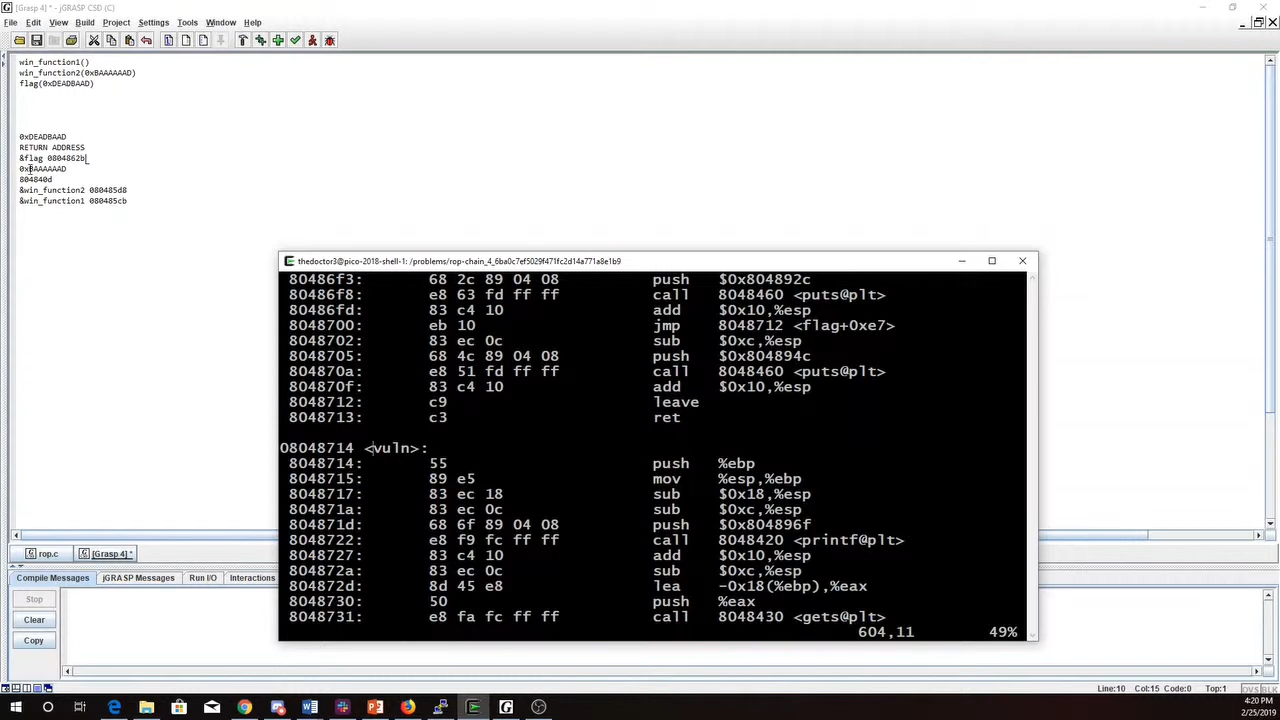 [Grasp 4] * - jGRASP CSD (C)
File Edit View Build Project Settings Tools Window Help
win_function1()
win_function2(0xBAAAAAAD)
flag(0xDEADBAAD)
0xDEADBAAD
RETURN ADDRESS
&flag 0804862b
0xBAAAAAAD
804840d
&win_function2 080485d8
&win_function1 080485cb
thedoctor3@pico-2018-shell-1: /problems/rop-chain_4_6ba0c7ef5029f471fc2d14a771a8e1b9
80486f3: 68 2c 89 04 08 push $0x804892c
80486f8: e8 63 fd ff ff call 8048460 <puts@plt>
80486fd: 83 c4 10 add $0x10,%esp
8048700: eb 10 jmp 8048712 <flag+0xe7>
8048702: 83 ec 0c sub $0xc,%esp
8048705: 68 4c 89 04 08 push $0x804894c
804870a: e8 51 fd ff ff call 8048460 <puts@plt>
804870f: 83 c4 10 add $0x10,%esp
8048712: c9 leave
8048713: c3 ret
08048714 <vuln>:
8048714: 55 push %ebp
8048715: 89 e5 mov %esp,%ebp
8048717: 83 ec 18 sub $0x18,%esp
804871a: 83 ec 0c sub $0xc,%esp
804871d: 68 6f 89 04 08 push $0x804896f
8048722: e8 f9 fc ff ff call 8048420 <printf@plt>
8048727: 83 c4 10 add $0x10,%esp
804872a: 83 ec 0c sub $0xc,%esp
804872d: 8d 45 e8 lea -0x18(%ebp),%eax
8048730: 50 push %eax
8048731: e8 fa fc ff ff call 8048430 <gets@plt>
604,11 49%
rop.c [Grasp 4] *
Compile Messages jGRASP Messages Run I/O Interactions
Stop
Clear
Copy
Line:10 Col:15 Code:0 Top:1 OVS BLK
4:20 PM
2/25/2019